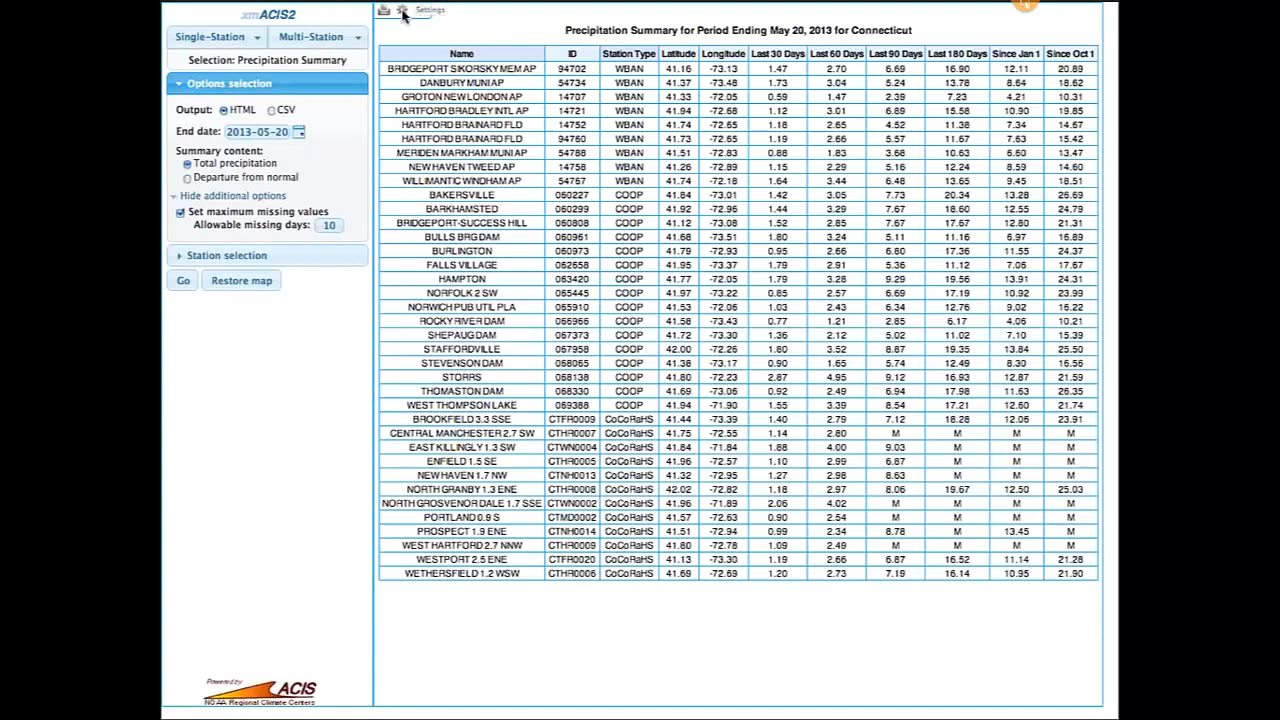 xmACIS2
Single-Station Multi-Station
Selection: Precipitation Summary
Options selection
Output: HTML CSV
End date: 2013-05-20
Summary content:
Total precipitation
Departure from normal
Hide additional options
Set maximum missing values
Allowable missing days: 10
Station selection
Go Restore map
Powered by
ACIS
NOAA Regional Climate Centers
Settings
Precipitation Summary for Period Ending May 20, 2013 for Connecticut
Name ID Station Type Latitude Longitude Last 30 Days Last 60 Days Last 90 Days Last 180 Days Since Jan 1 Since Oct 1
BRIDGEPORT SIKORSKY MEM AP 94702 WBAN 41.16 -73.13 1.47 2.70 6.69 16.90 12.11 20.89
DANBURY MUNI AP 54734 WBAN 41.37 -73.48 1.73 3.04 5.24 13.78 8.64 18.62
GROTON NEW LONDON AP 14707 WBAN 41.33 -72.05 0.59 1.47 2.39 7.23 4.21 10.31
HARTFORD BRADLEY INTL AP 14721 WBAN 41.94 -72.68 1.12 3.01 6.89 15.58 10.90 19.85
HARTFORD BRAINARD FLD 14752 WBAN 41.74 -72.65 1.18 2.65 4.52 11.38 7.34 14.67
HARTFORD BRAINARD FLD 94760 WBAN 41.73 -72.65 1.19 2.66 5.57 11.67 7.63 15.42
MERIDEN MARKHAM MUNI AP 54788 WBAN 41.51 -72.83 0.88 1.83 3.68 10.63 6.60 13.47
NEW HAVEN TWEED AP 14758 WBAN 41.26 -72.89 1.15 2.29 5.16 12.24 8.59 14.60
WILLIMANTIC WINDHAM AP 54767 WBAN 41.74 -72.18 1.64 3.44 6.48 13.65 9.45 18.51
BAKERSVILLE 060227 COOP 41.84 -73.01 1.42 3.05 7.73 20.34 13.28 26.69
BARKHAMSTED 060299 COOP 41.92 -72.96 1.44 3.29 7.67 18.60 12.55 24.79
BRIDGEPORT-SUCCESS HILL 060808 COOP 41.12 -73.08 1.52 2.85 7.67 17.67 12.80 21.31
BULLS BRG DAM 060961 COOP 41.68 -73.51 1.80 3.24 5.11 11.16 6.97 16.89
BURLINGTON 060973 COOP 41.79 -72.93 0.95 2.66 6.80 17.36 11.55 24.37
FALLS VILLAGE 062658 COOP 41.95 -73.37 1.79 2.91 5.36 11.12 7.06 17.67
HAMPTON 063420 COOP 41.77 -72.05 1.79 3.28 9.29 19.56 13.91 24.31
NORFOLK 2 SW 065445 COOP 41.97 -73.22 0.85 2.57 6.69 17.19 10.92 23.99
NORWICH PUB UTIL PLA 065910 COOP 41.53 -72.06 1.03 2.43 6.34 12.76 9.02 16.22
ROCKY RIVER DAM 066966 COOP 41.58 -73.43 0.77 1.21 2.85 6.17 4.06 10.21
SHEPAUG DAM 067373 COOP 41.72 -73.30 1.36 2.12 5.02 11.02 7.10 15.39
STAFFORDVILLE 067958 COOP 42.00 -72.26 1.80 3.52 8.87 19.35 13.84 25.50
STEVENSON DAM 068065 COOP 41.38 -73.17 0.90 1.65 5.74 12.49 8.30 16.56
STORRS 068138 COOP 41.80 -72.23 2.87 4.95 9.12 16.93 12.87 21.59
THOMASTON DAM 068330 COOP 41.69 -73.06 0.92 2.49 6.94 17.98 11.63 26.35
WEST THOMPSON LAKE 069388 COOP 41.94 -71.90 1.55 3.39 8.54 17.21 12.60 21.74
BROOKFIELD 3.3 SSE CTFR0009 CoCoRaHS 41.44 -73.39 1.40 2.79 7.12 18.28 12.06 23.91
CENTRAL MANCHESTER 2.7 SW CTHR0007 CoCoRaHS 41.75 -72.55 1.14 2.80 M M M M
EAST KILLINGLY 1.3 SW CTWN0004 CoCoRaHS 41.84 -71.84 1.88 4.00 9.03 M M M
ENFIELD 1.5 SE CTHR0005 CoCoRaHS 41.96 -72.57 1.10 2.99 6.87 M M M
NEW HAVEN 1.7 NW CTNH0013 CoCoRaHS 41.32 -72.95 1.27 2.98 8.63 M M M
NORTH GRANBY 1.3 ENE CTHR0008 CoCoRaHS 42.02 -72.82 1.18 2.97 8.06 19.67 12.50 25.03
NORTH GROSVENOR DALE 1.7 SSE CTWN0002 CoCoRaHS 41.96 -71.89 2.06 4.02 M M M M
PORTLAND 0.9 S CTMD0002 CoCoRaHS 41.57 -72.63 0.90 2.54 M M M M
PROSPECT 1.9 ENE CTNH0014 CoCoRaHS 41.51 -72.94 0.99 2.34 8.78 M 13.45 M
WEST HARTFORD 2.7 NNW CTHR0009 CoCoRaHS 41.80 -72.78 1.09 2.49 M M M M
WESTPORT 2.5 ENE CTFR0020 CoCoRaHS 41.13 -73.30 1.19 2.66 6.87 16.52 11.14 21.28
WETHERSFIELD 1.2 WSW CTHR0006 CoCoRaHS 41.69 -72.69 1.20 2.73 7.19 16.14 10.95 21.90